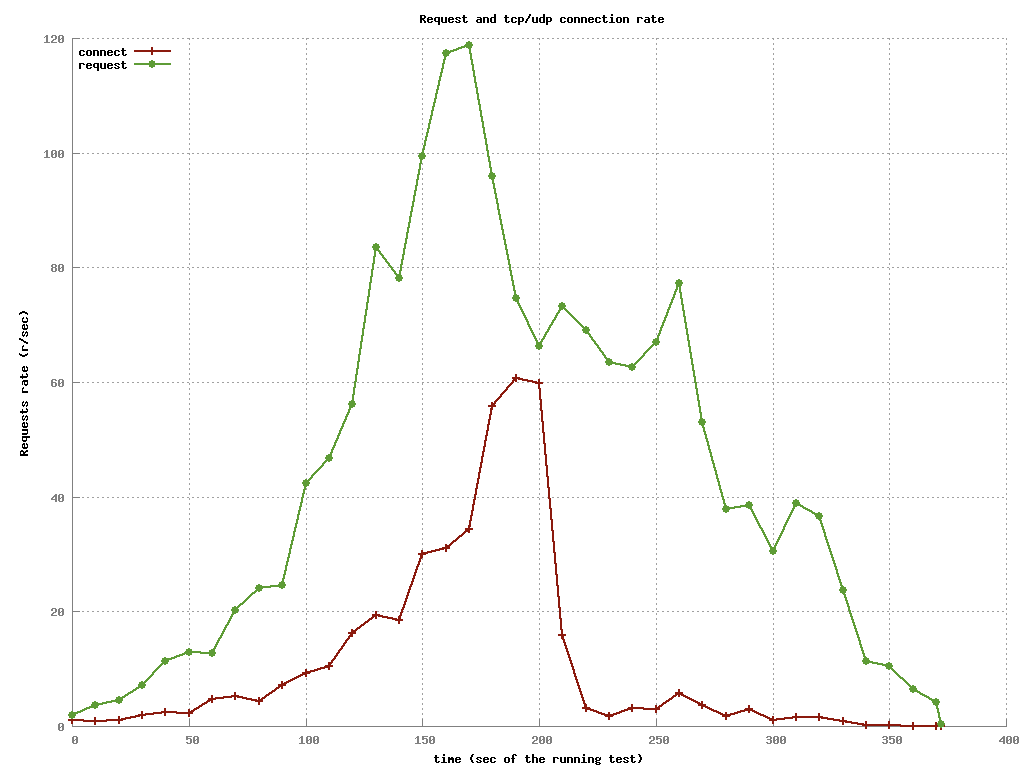 Request and tcp/udp connection rate
connect
request
120
100
80
60
40
20
0
Requests rate (r/sec)
0 50 100 150 200 250 300 350 400
time (sec of the running test)